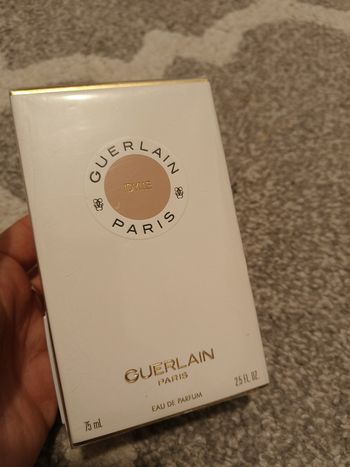 GUERLAIN
IDYLLE
PARIS
GUERLAIN
PARIS
EAU DE PARFUM
75 ml 2.5 FL. OZ.